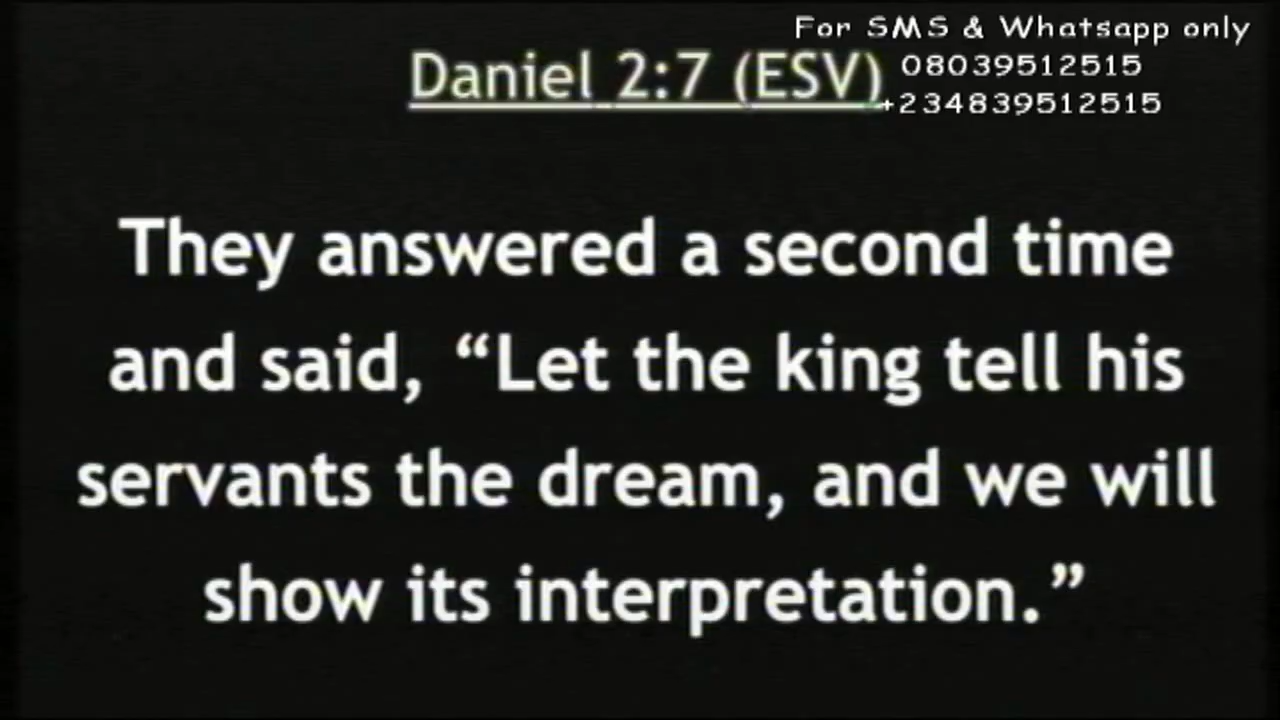 For SMS & Whatsapp only
Daniel 2:7 (ESV)
08039512515
+234839512515
They answered a second time
and said, “Let the king tell his
servants the dream, and we will
show its interpretation.”